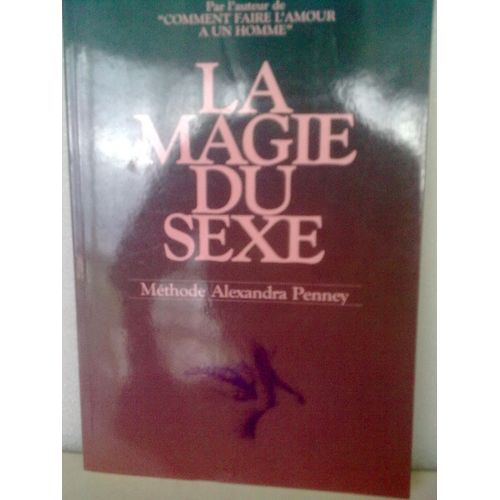 Par l'auteur de
"COMMENT FAIRE L'AMOUR
A UN HOMME"
LA
MAGIE
DU
SEXE
Méthode Alexandra Penney